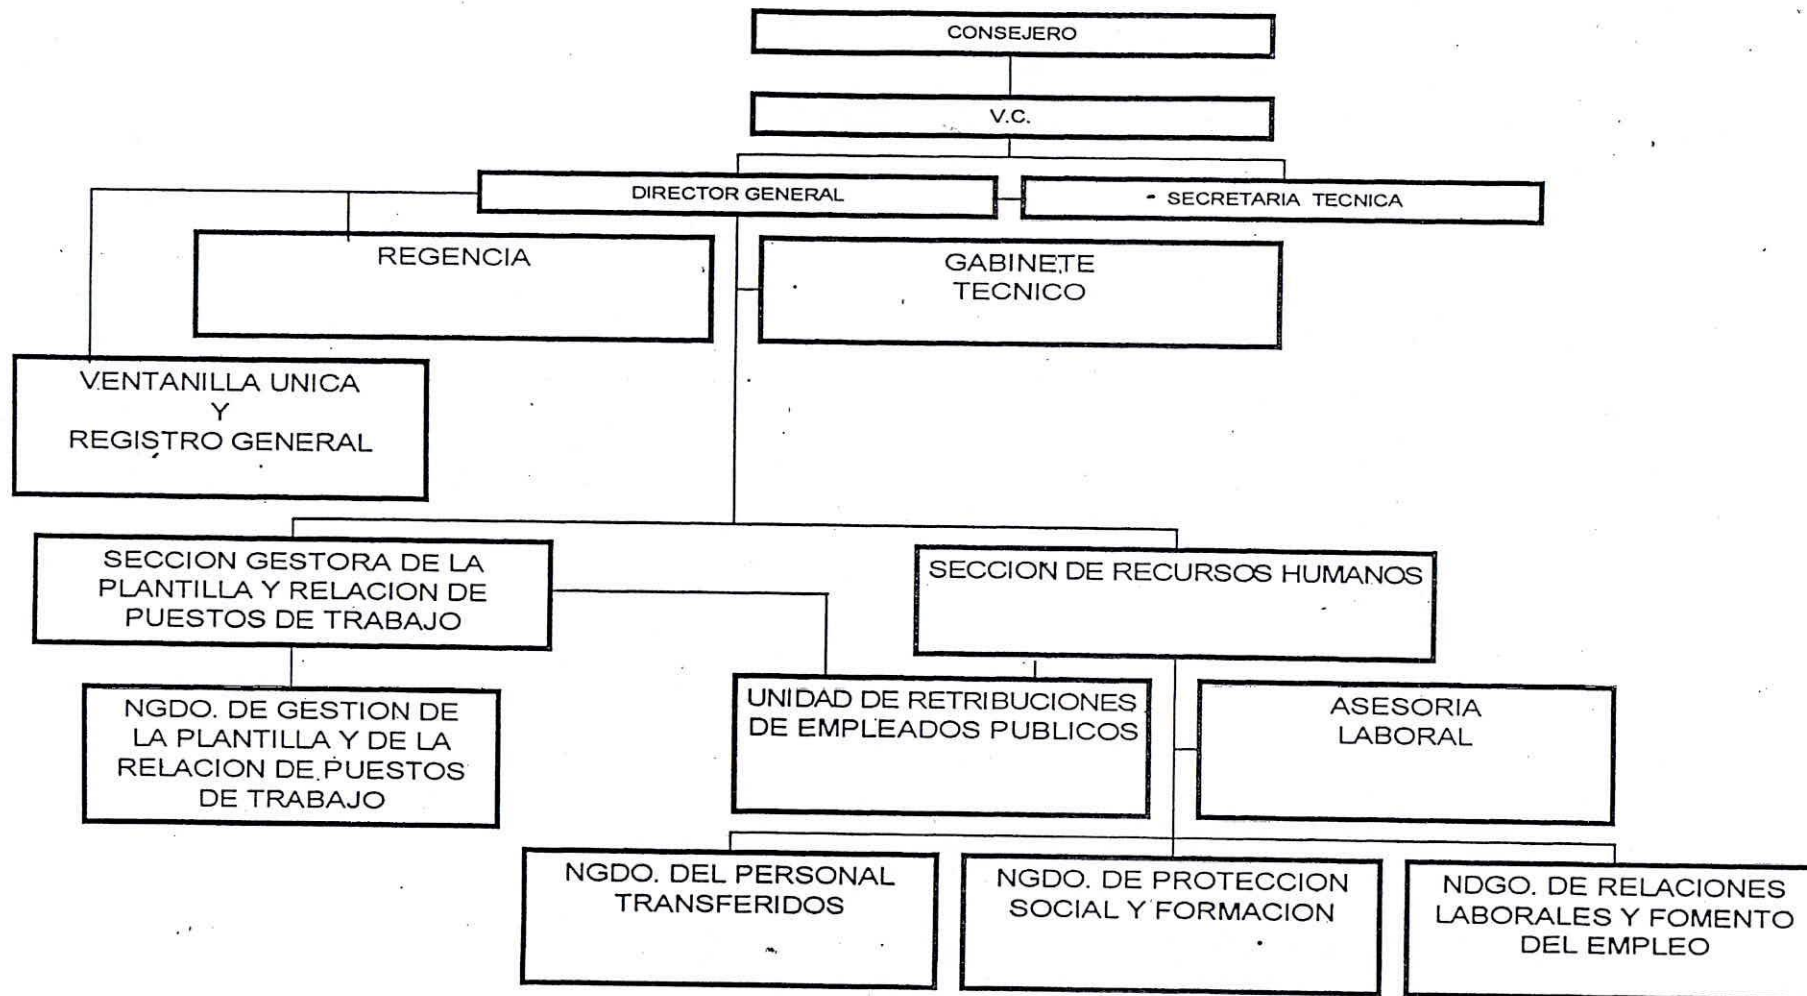 CONSEJERO
V.C.
DIRECTOR GENERAL
SECRETARIA TECNICA
REGENCIA
GABINETE
TECNICO
VENTANILLA UNICA
Y
REGISTRO GENERAL
SECCION GESTORA DE LA
PLANTILLA Y RELACION DE
PUESTOS DE TRABAJO
SECCION DE RECURSOS HUMANOS
NGDO. DE GESTION DE
LA PLANTILLA Y DE LA
RELACION DE PUESTOS
DE TRABAJO
UNIDAD DE RETRIBUCIONES
DE EMPLEADOS PUBLICOS
ASESORIA
LABORAL
NGDO. DEL PERSONAL
TRANSFERIDOS
NGDO. DE PROTECCION
SOCIAL Y FORMACION
NDGO. DE RELACIONES
LABORALES Y FOMENTO
DEL EMPLEO